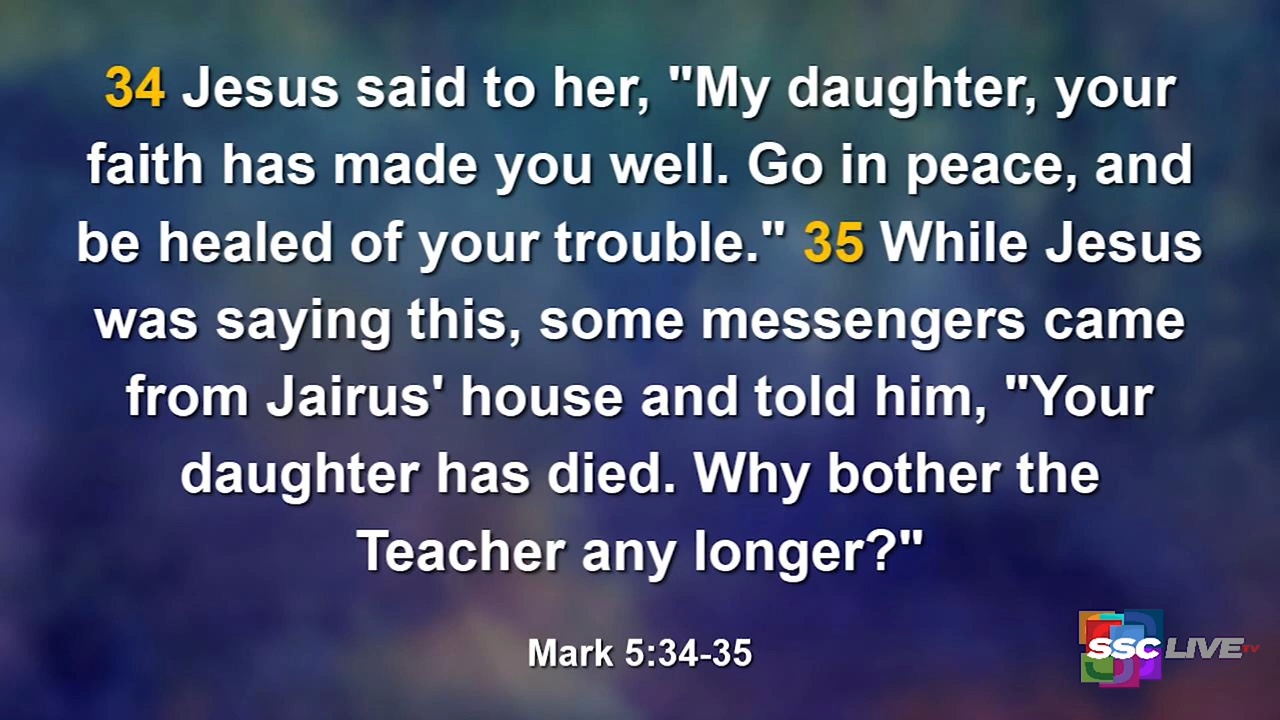 34 Jesus said to her, "My daughter, your
faith has made you well. Go in peace, and
be healed of your trouble." 35 While Jesus
was saying this, some messengers came
from Jairus' house and told him, "Your
daughter has died. Why bother the
Teacher any longer?"
Mark 5:34-35
SSC LIVE TV